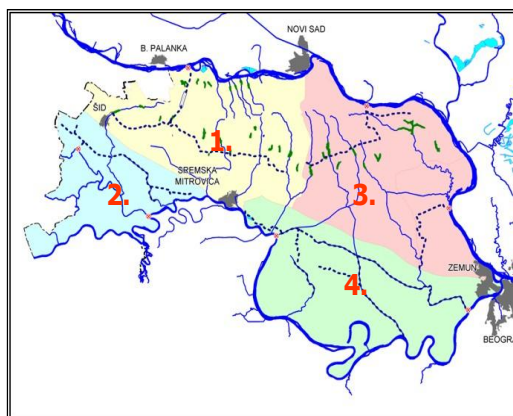 NOVI SAD
B. PALANKA
ŠID
1.
SREMSKA
MITROVICA
2.
3.
ZEMUN
4.
BEOGRA